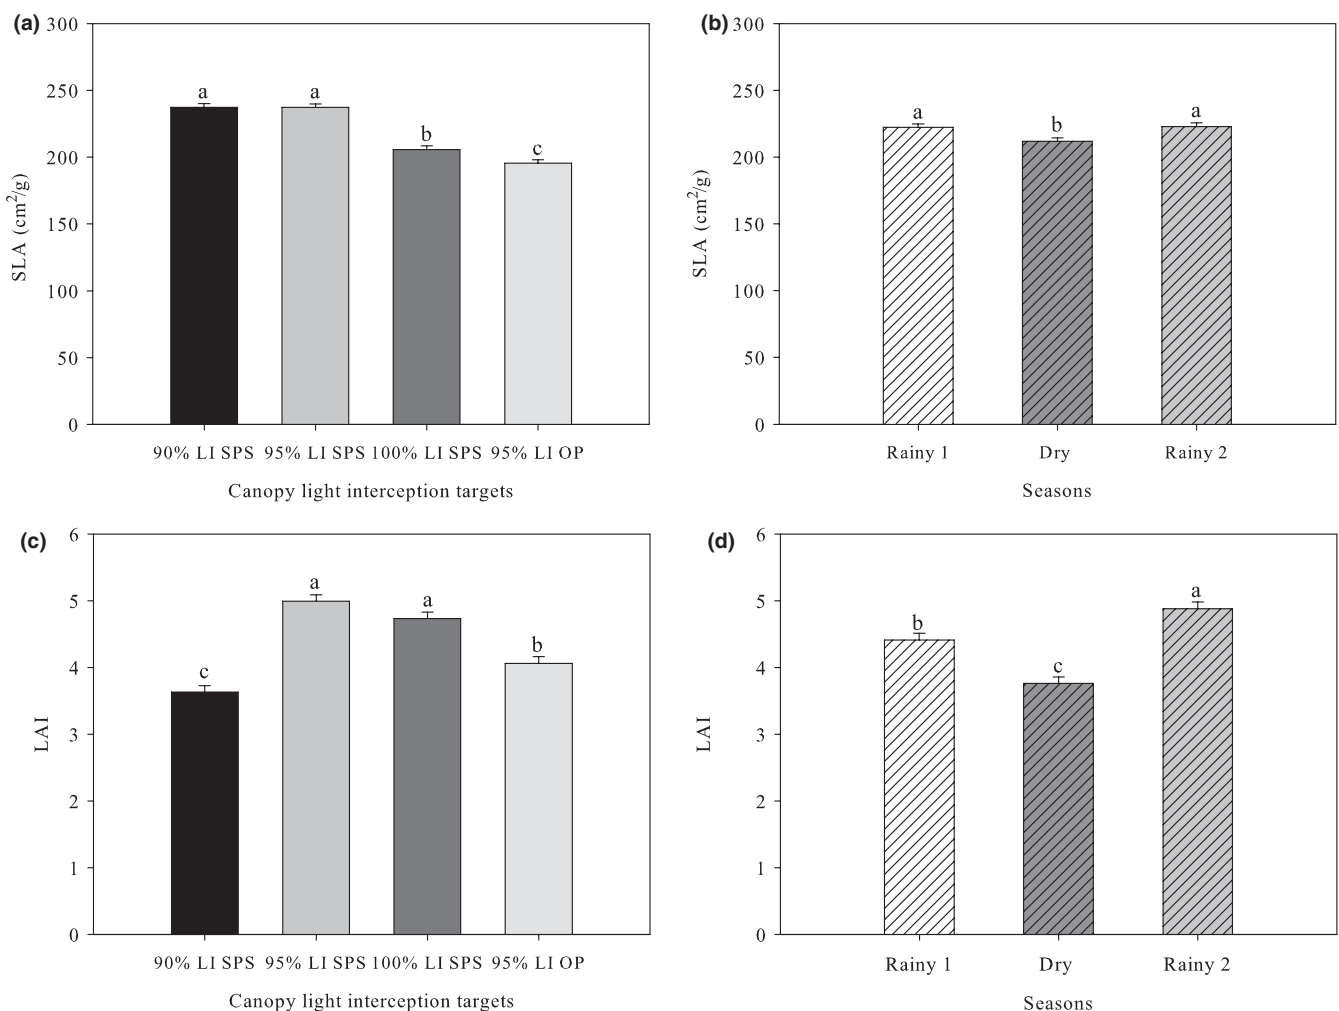 (a)
300
250
200
150
100
50
0
SLA (cm²/g)
a
a
b
c
90% LI SPS 95% LI SPS 100% LI SPS 95% LI OP
Canopy light interception targets
(b)
300
250
200
150
100
50
0
SLA (cm²/g)
a
b
a
Rainy 1 Dry Rainy 2
Seasons
(c)
6
5
4
3
2
1
0
LAI
c
a
a
b
90% LI SPS 95% LI SPS 100% LI SPS 95% LI OP
Canopy light interception targets
(d)
6
5
4
3
2
1
0
LAI
b
c
a
Rainy 1 Dry Rainy 2
Seasons